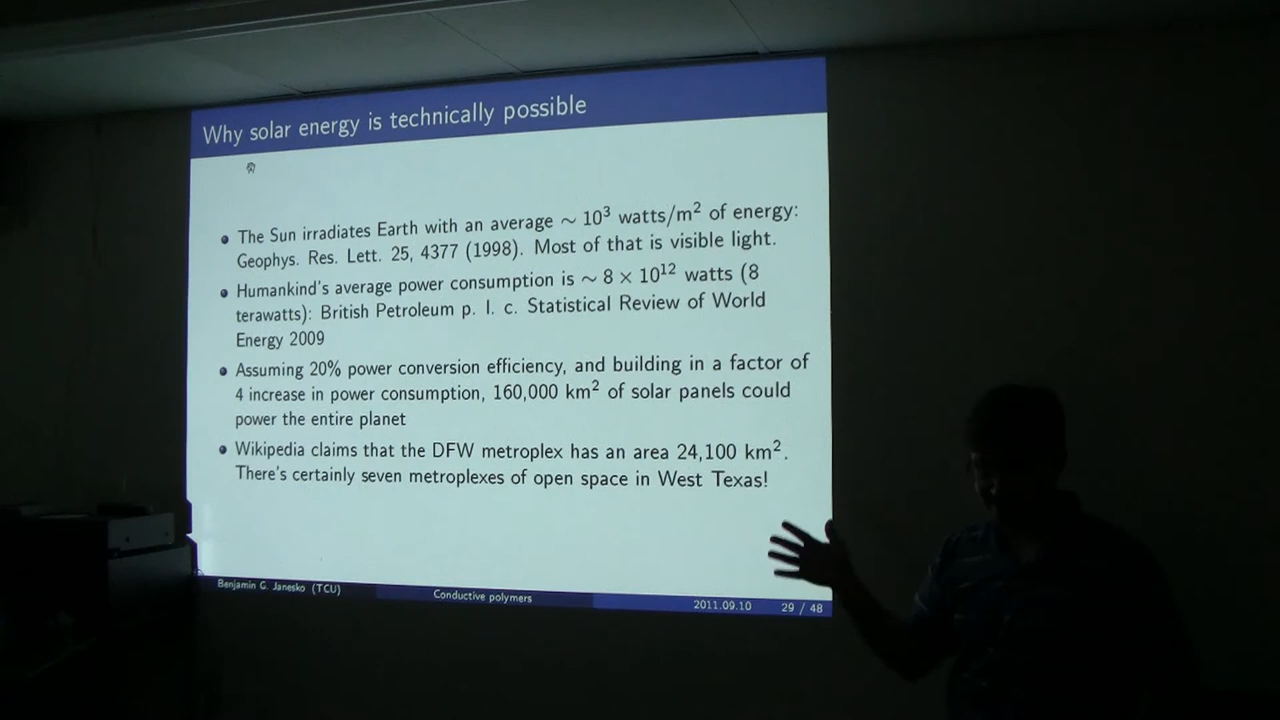 Why solar energy is technically possible
The Sun irradiates Earth with an average ∼ 10³ watts/m² of energy:
Geophys. Res. Lett. 25, 4377 (1998). Most of that is visible light.
Humankind's average power consumption is ∼ 8 × 10¹² watts (8
terawatts): British Petroleum p. l. c. Statistical Review of World
Energy 2009
Assuming 20% power conversion efficiency, and building in a factor of
4 increase in power consumption, 160,000 km² of solar panels could
power the entire planet
Wikipedia claims that the DFW metroplex has an area 24,100 km².
There's certainly seven metroplexes of open space in West Texas!
Benjamin G. Janesko (TCU) Conductive polymers 2011.09.10 29 / 48